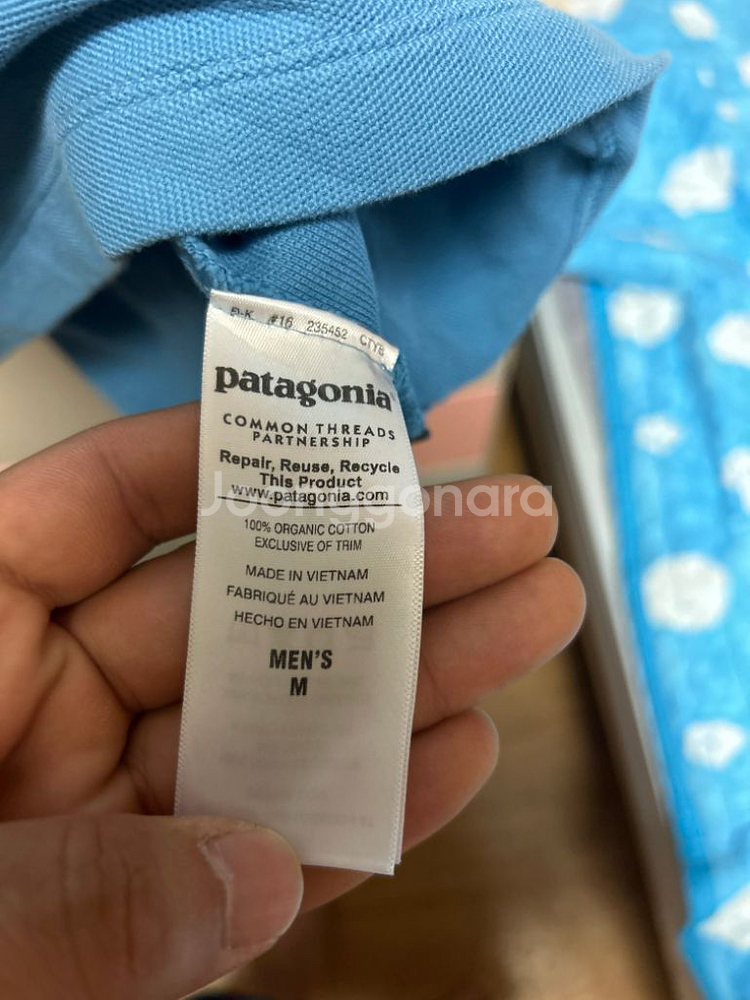 #16 235452
patagonia
COMMON THREADS
PARTNERSHIP
Repair, Reuse, Recycle
This Product
www.patagonia.com
Joonggonara
100% ORGANIC COTTON
EXCLUSIVE OF TRIM
MADE IN VIETNAM
FABRIQUÉ AU VIETNAM
HECHO EN VIETNAM
MEN'S
M